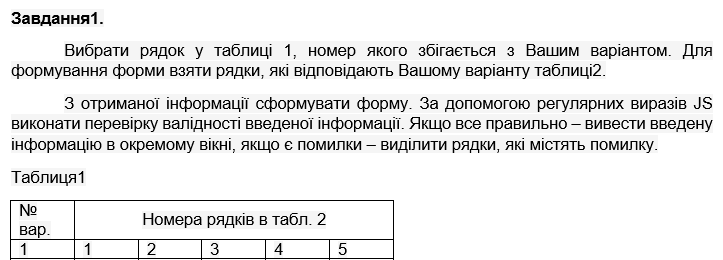 Завдання1.
Вибрати рядок у таблиці 1, номер якого збігається з Вашим варіантом. Для
формування форми взяти рядки, які відповідають Вашому варіанту таблиці2.
З отриманої інформації сформувати форму. За допомогою регулярних виразів JS
виконати перевірку валідності введеної інформації. Якщо все правильно – вивести введену
інформацію в окремому вікні, якщо є помилки – виділити рядки, які містять помилку.
Таблиця1
№
вар.
Номера рядків в табл. 2
1 1 2 3 4 5